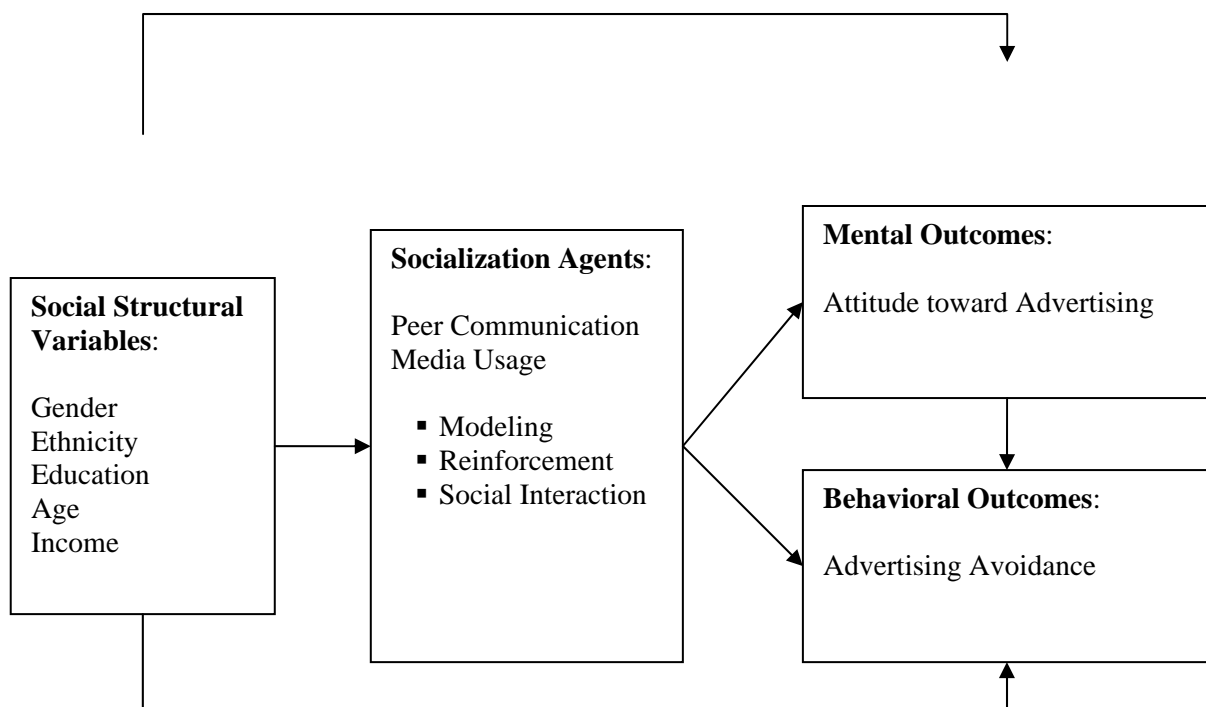 Social Structural
Variables:
Gender
Ethnicity
Education
Age
Income
Socialization Agents:
Peer Communication
Media Usage
▪ Modeling
▪ Reinforcement
▪ Social Interaction
Mental Outcomes:
Attitude toward Advertising
Behavioral Outcomes:
Advertising Avoidance